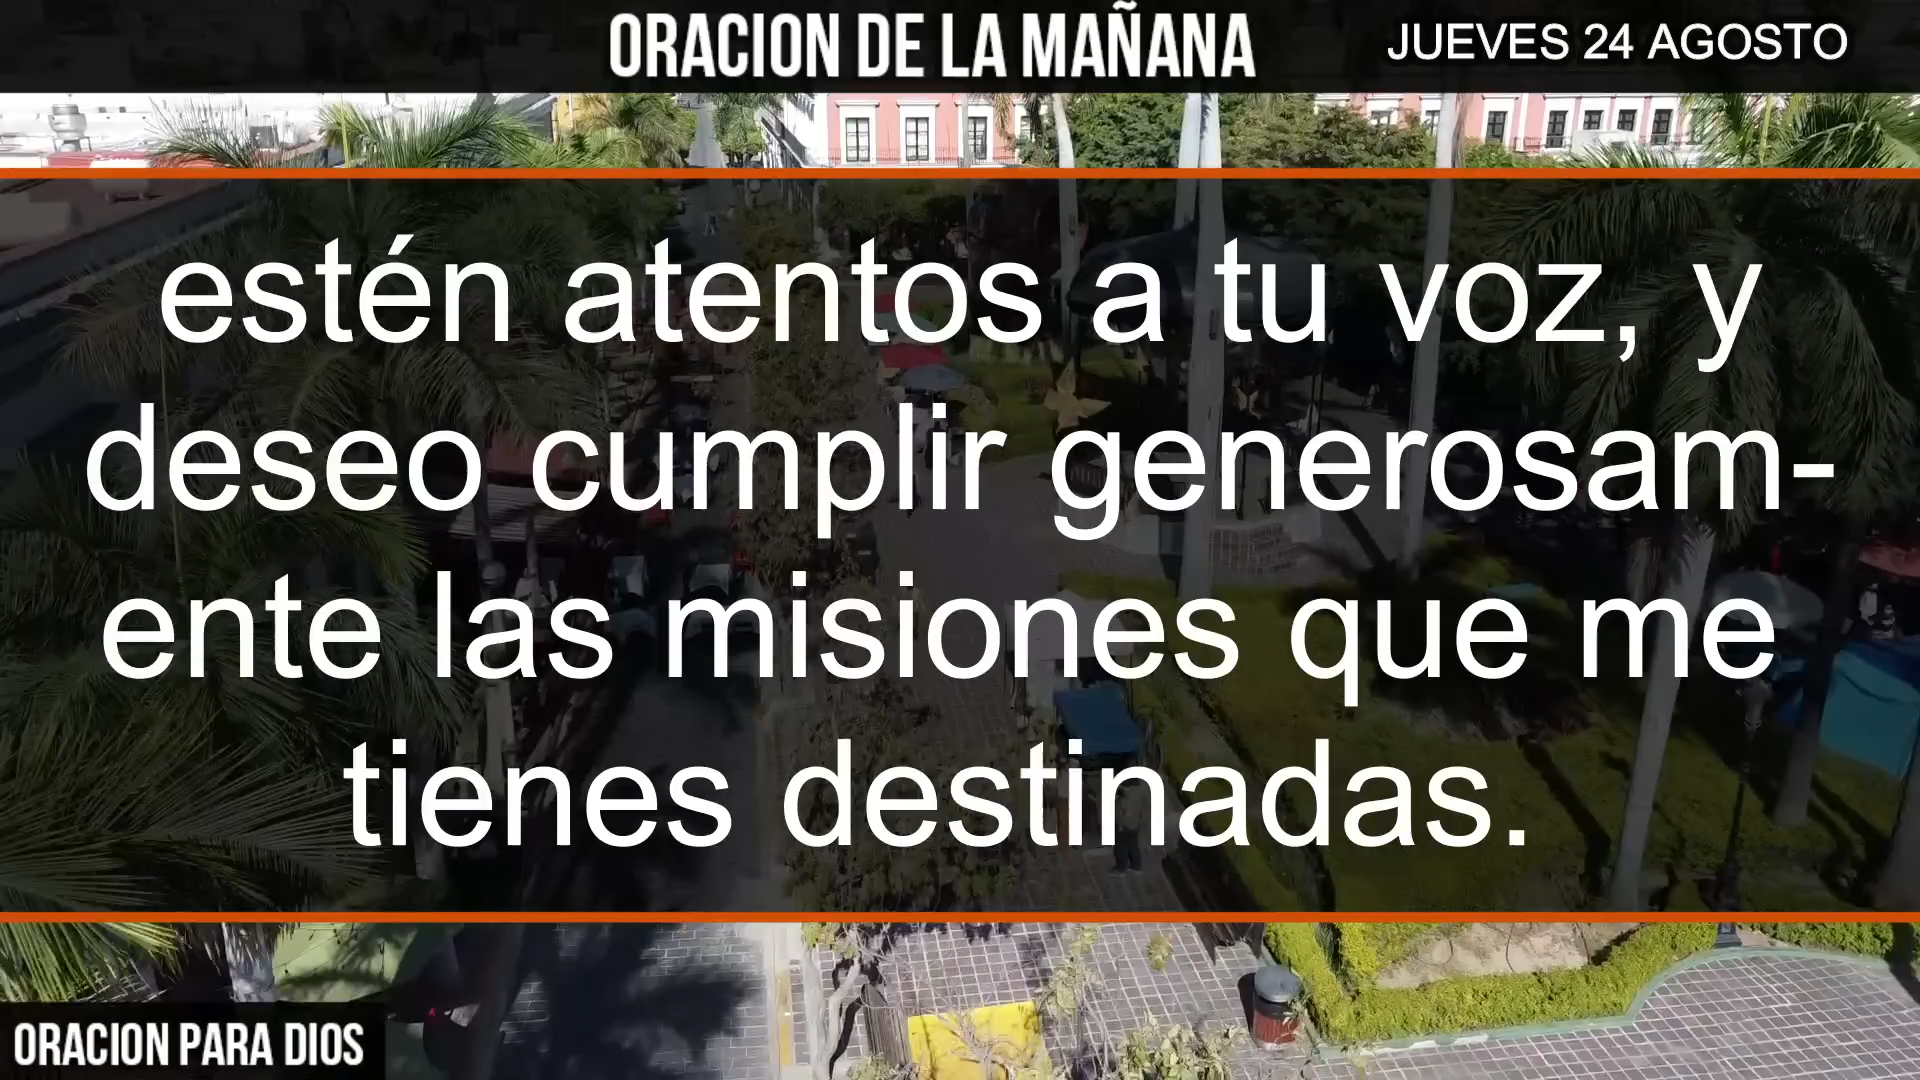 ORACION DE LA MAÑANA
JUEVES 24 AGOSTO
estén atentos a tu voz, y
deseo cumplir generosam-
ente las misiones que me
tienes destinadas.
ORACION PARA DIOS